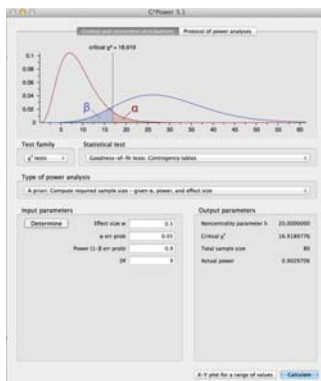 G*Power 3.1
Central and noncentral distributions Protocol of power analyses
critical χ² = 16.919
0.1
0.08
0.06
0.04
0.02
0
β α
5 10 15 20 25 30 35 40 45 50 55 60
Test family Statistical test
χ² tests Goodness-of-fit tests: Contingency tables
Type of power analysis
A priori: Compute required sample size – given α, power, and effect size
Input parameters Output parameters
Determine Effect size w 0.5 Noncentrality parameter λ 20.0000000
α err prob 0.05 Critical χ² 16.9189776
Power (1-β err prob) 0.9 Total sample size 80
Df 9 Actual power 0.9029706
X-Y plot for a range of values Calculate